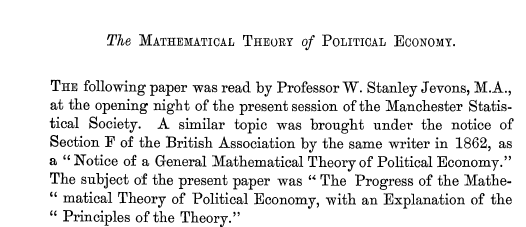 The MATHEMATICAL THEORY of POLITICAL ECONOMY.
THE following paper was read by Professor W. Stanley Jevons, M.A.,
at the opening night of the present session of the Manchester Statis-
tical Society. A similar topic was brought under the notice of
Section F of the British Association by the same writer in 1862, as
a “Notice of a General Mathematical Theory of Political Economy.”
The subject of the present paper was “ The Progress of the Mathe-
“ matical Theory of Political Economy, with an Explanation of the
“ Principles of the Theory.”